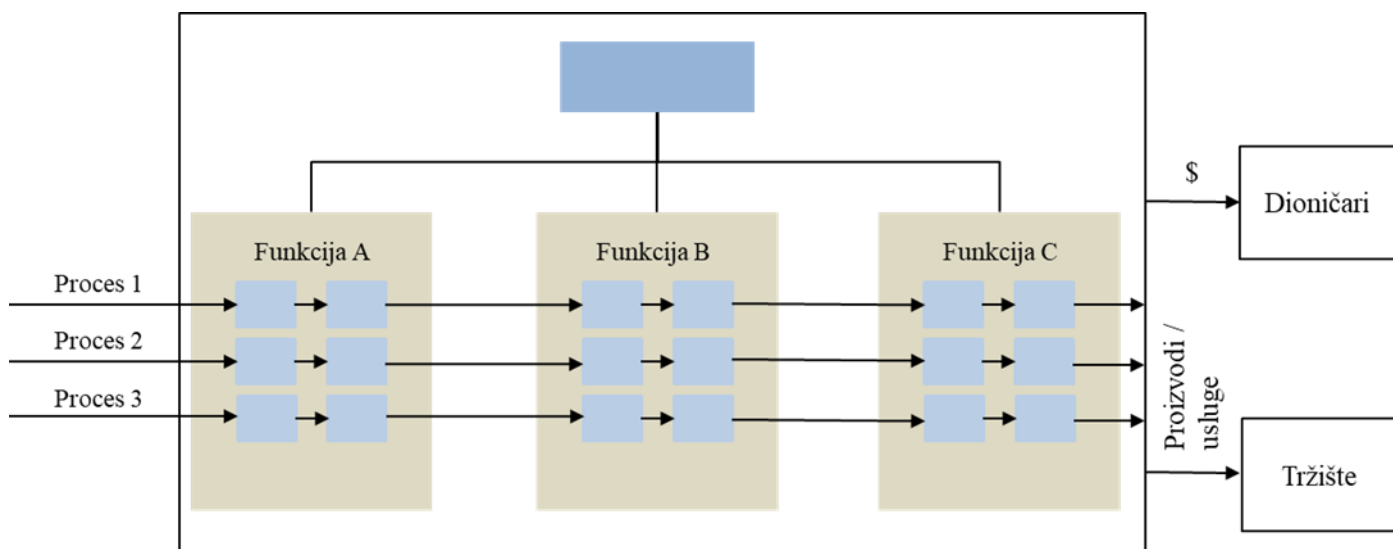 $
Dioničari
Funkcija A
Funkcija B
Funkcija C
Proces 1
Proces 2
Proces 3
Proizvodi /
usluge
Tržište